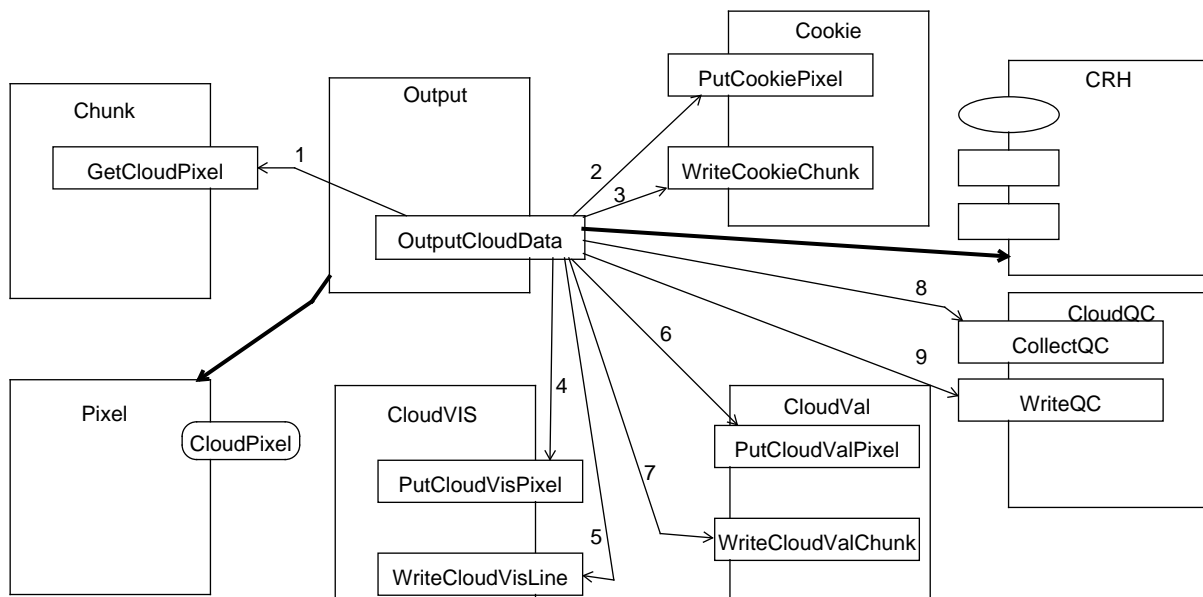 Cookie
PutCookiePixel
CRH
Output
Chunk
1
GetCloudPixel
2
WriteCookieChunk
3
OutputCloudData
8
CloudQC
CollectQC
6
9
4
WriteQC
Pixel
CloudVIS
CloudVal
CloudPixel
PutCloudValPixel
7
PutCloudVisPixel
5
WriteCloudValChunk
WriteCloudVisLine